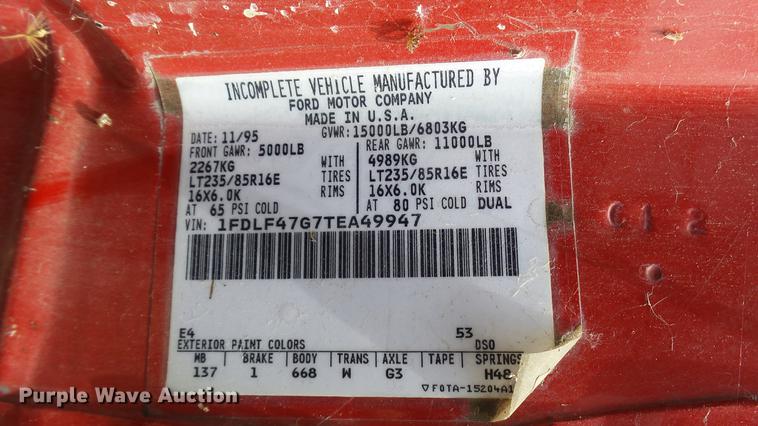 INCOMPLETE VEHICLE MANUFACTURED BY
FORD MOTOR COMPANY
MADE IN U.S.A.
DATE: 11/95 GVWR:15000LB/6803KG
FRONT GAWR: 5000LB REAR GAWR: 11000LB
2267KG WITH 4989KG WITH
LT235/85R16E TIRES LT235/85R16E TIRES
16X6.0K RIMS 16X6.0K RIMS
AT 65 PSI COLD AT 80 PSI COLD DUAL
VIN: 1FDLF47G7TEA49947
E4 53
EXTERIOR PAINT COLORS DSO
MB BRAKE BODY TRANS AXLE TAPE SPRINGS
137 1 668 W G3 H48
▽F0TA-15204A1
C12
Purple Wave Auction